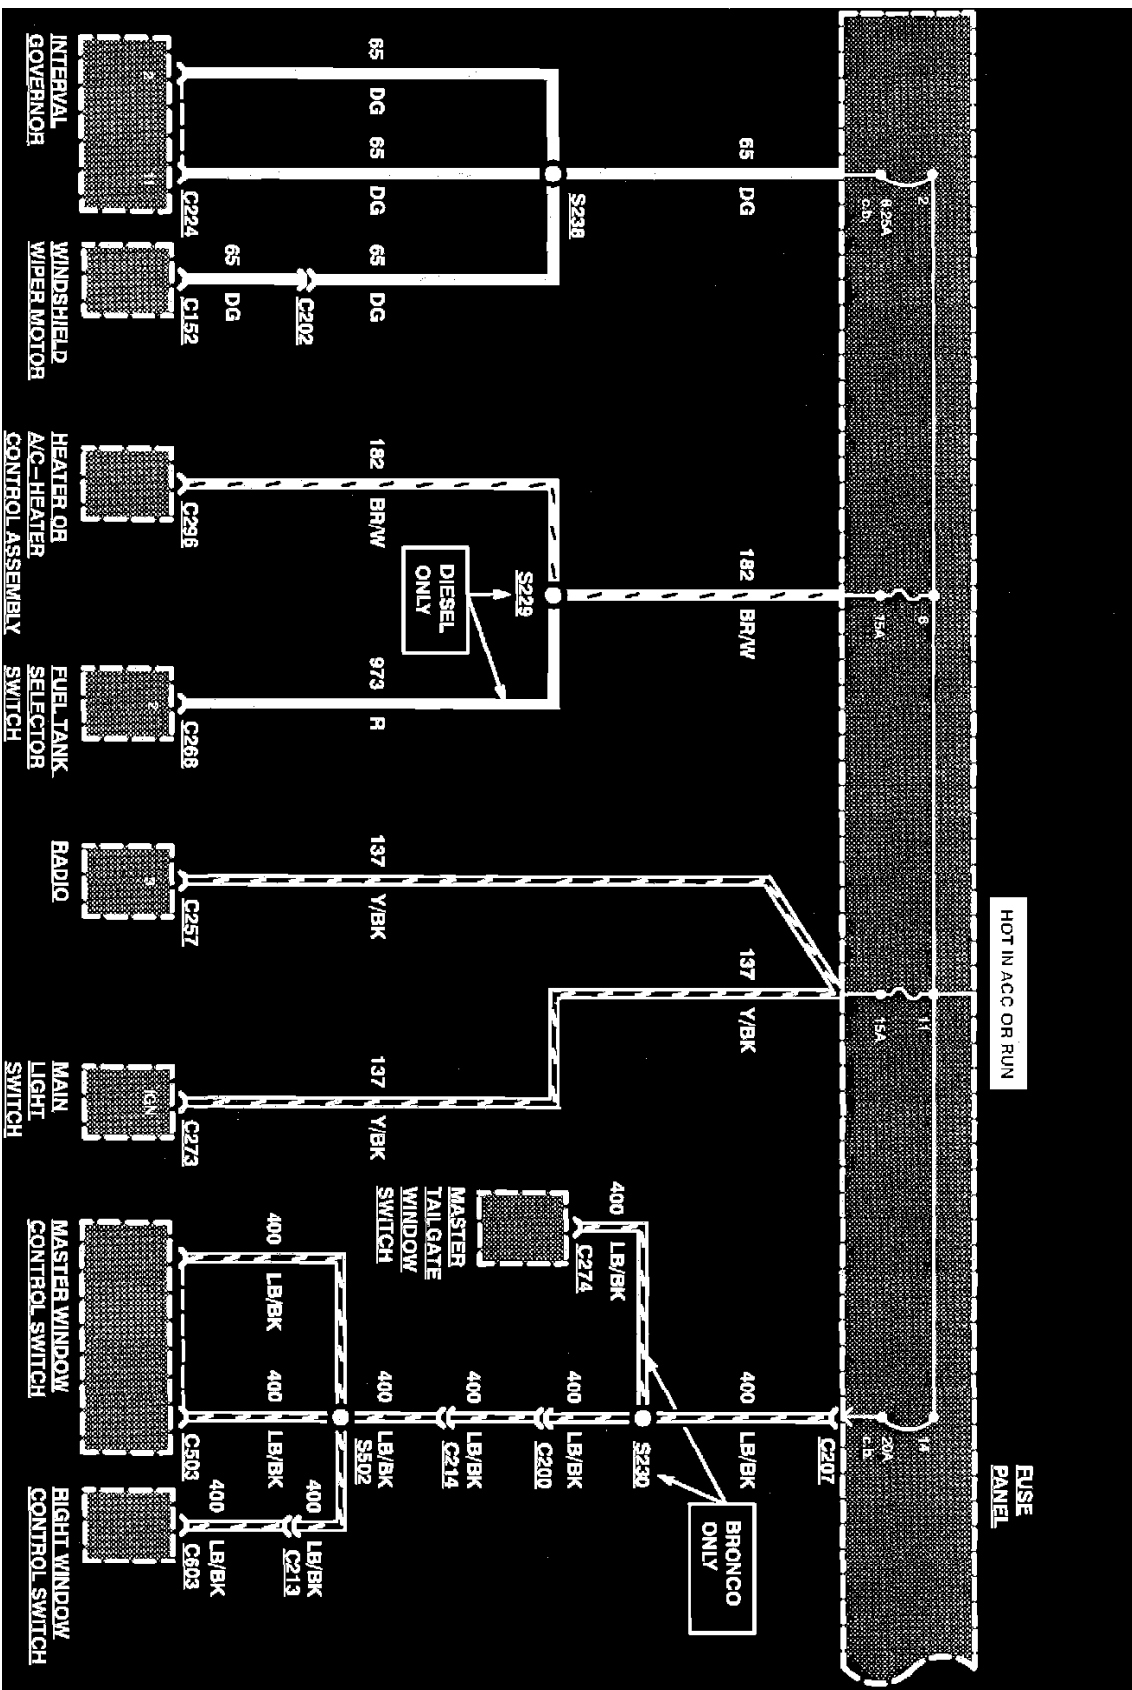 HOT IN ACC OR RUN
FUSE
PANEL
2
6.25A
c.b.
6
15A
11
15A
14
20A
c.b.
65
DG
182
BR/W
137
Y/BK
C207
400
LB/BK
BRONCO
ONLY
S238
S229
DIESEL
ONLY
S230
400
LB/BK
C274
MASTER
TAILGATE
WINDOW
SWITCH
65
DG
65
DG
65
DG
C202
65
DG
182
BR/W
973
R
137
Y/BK
137
Y/BK
400
LB/BK
C200
400
LB/BK
C214
400
LB/BK
S502
400
LB/BK
400
LB/BK
400
LB/BK
C213
400
LB/BK
C224
C152
C296
C268
C257
C273
C503
C603
2
11
2
IGN
INTERVAL
GOVERNOR
WINDSHIELD
WIPER MOTOR
HEATER OR
A/C-HEATER
CONTROL ASSEMBLY
FUEL TANK
SELECTOR
SWITCH
RADIO
MAIN
LIGHT
SWITCH
MASTER WINDOW
CONTROL SWITCH
RIGHT WINDOW
CONTROL SWITCH